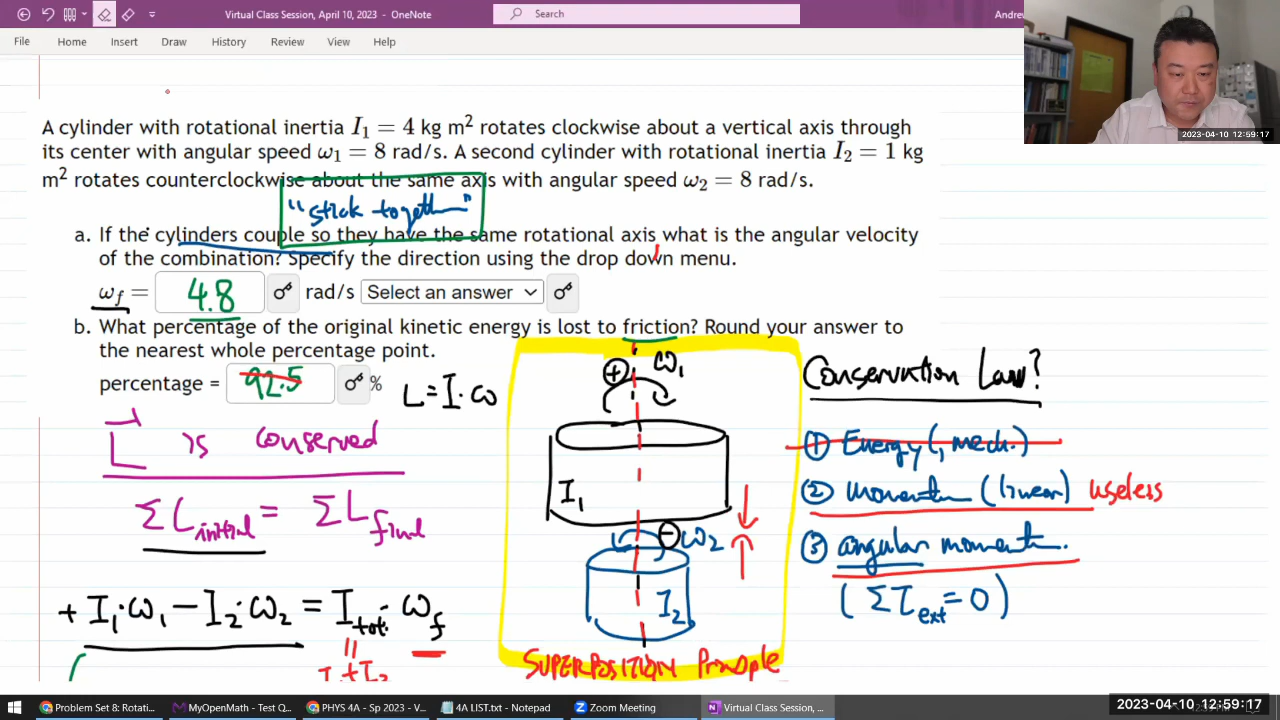 Virtual Class Session, April 10, 2023 - OneNote
Search
Andre
File Home Insert Draw History Review View Help
2023-04-10 12:59:17
A cylinder with rotational inertia I₁ = 4 kg m² rotates clockwise about a vertical axis through
its center with angular speed ω₁ = 8 rad/s. A second cylinder with rotational inertia I₂ = 1 kg
m² rotates counterclockwise about the same axis with angular speed ω₂ = 8 rad/s.
"stick together"
a. If the cylinders couple so they have the same rotational axis what is the angular velocity
of the combination? Specify the direction using the drop down menu.
ω_f = 4.8 rad/s Select an answer
b. What percentage of the original kinetic energy is lost to friction? Round your answer to
the nearest whole percentage point.
percentage = 92.5 %
L = I·ω
L is conserved
ΣL_initial = ΣL_final
+ I₁·ω₁ − I₂·ω₂ = I_tot·ω_f
I₁+I₂
+ ω₁
I₁
− ω₂
I₂
SUPERPOSITION Principle
Conservation Law?
① Energy (, mech.)
② momentum (linear) useless
③ angular momentum.
(Στ_ext = 0)
Problem Set 8: Rotati...
MyOpenMath - Test Q...
PHYS 4A - Sp 2023 - V...
4A LIST.txt - Notepad
Zoom Meeting
Virtual Class Session,...
2023-04-10 12:59:17